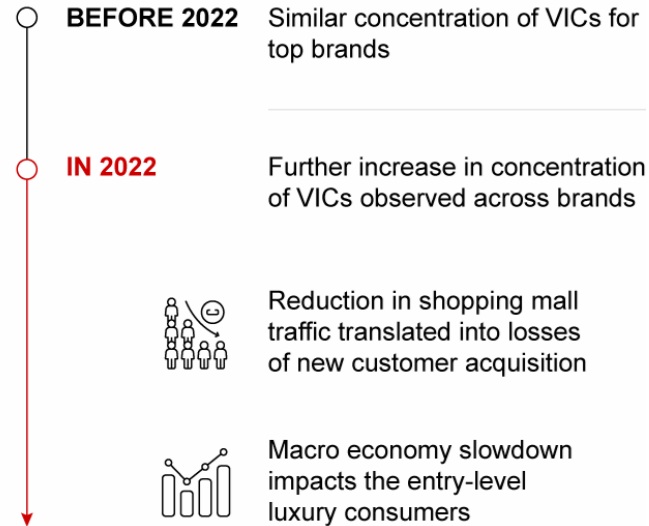 BEFORE 2022
Similar concentration of VICs for
top brands
IN 2022
Further increase in concentration
of VICs observed across brands
Reduction in shopping mall
traffic translated into losses
of new customer acquisition
Macro economy slowdown
impacts the entry-level
luxury consumers